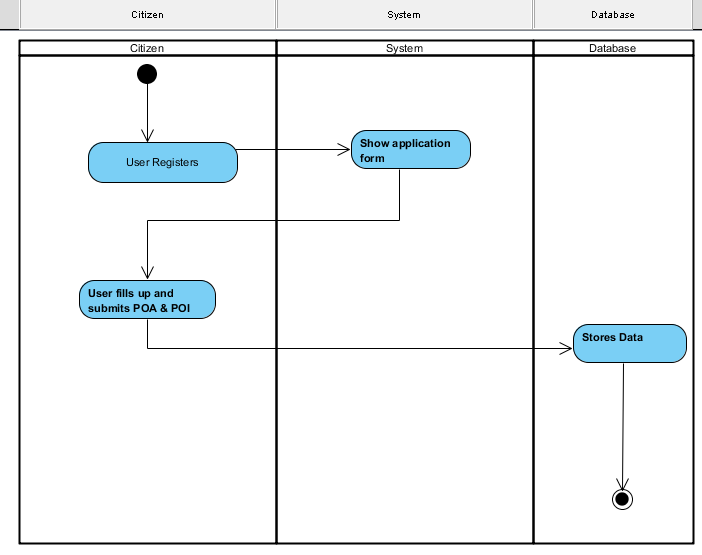 Citizen
System
Database
Citizen
System
Database
User Registers
Show application
form
User fills up and
submits POA & POI
Stores Data